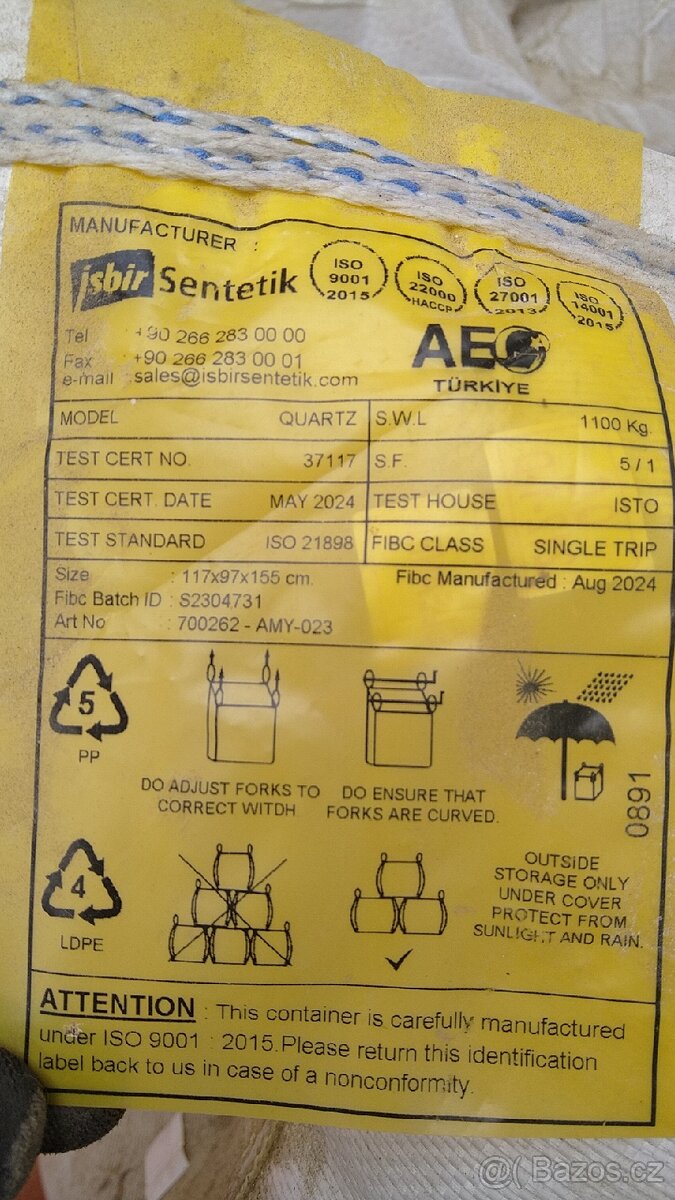 MANUFACTURER :
işbir Sentetik
ISO 9001 2015
ISO 22000 HACCP
ISO 27001 2013
ISO 14001 2015
Tel : +90 266 283 00 00
Fax : +90 266 283 00 01
e-mail : sales@isbirsentetik.com
AEO
TÜRKİYE
MODEL QUARTZ S.W.L 1100 Kg.
TEST CERT NO. 37117 S.F. 5 / 1
TEST CERT. DATE MAY 2024 TEST HOUSE ISTO
TEST STANDARD ISO 21898 FIBC CLASS SINGLE TRIP
Size : 117x97x155 cm. Fibc Manufactured : Aug 2024
Fibc Batch ID : S2304731
Art No : 700262 - AMY-023
5
PP
DO ADJUST FORKS TO
CORRECT WITDH
DO ENSURE THAT
FORKS ARE CURVED.
0891
4
LDPE
OUTSIDE
STORAGE ONLY
UNDER COVER
PROTECT FROM
SUNLIGHT AND RAIN.
ATTENTION : This container is carefully manufactured
under ISO 9001 : 2015.Please return this identification
label back to us in case of a nonconformity.
@( Bazos.cz